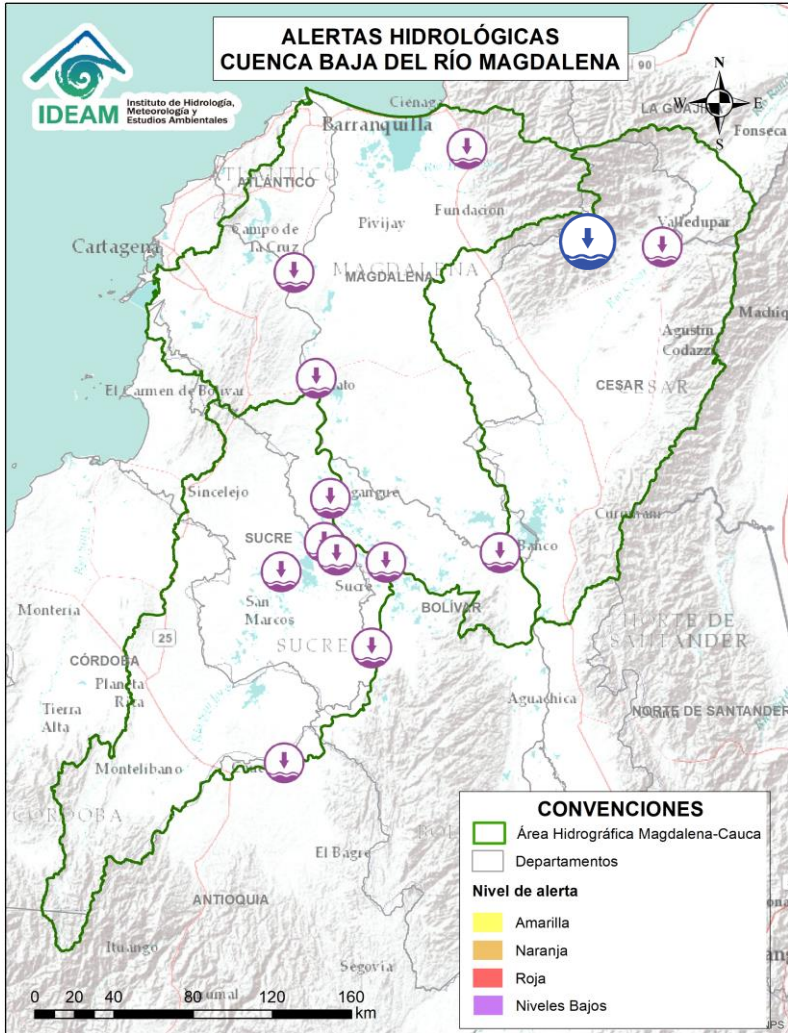 ALERTAS HIDROLÓGICAS
CUENCA BAJA DEL RÍO MAGDALENA
IDEAM
Instituto de Hidrología,
Meteorología y
Estudios Ambientales
N
W E
S
90
LA GUAJIRA
Fonseca
Ciénaga
Barranquilla
ATLÁNTICO
Fundación
Pivijay
Valledupar
Campo de
la Cruz
Cartagena
MAGDALENA
MAGDALENA
Agustín
Codazzi
El Carmen de Bolívar
CESAR
CESAR
Sincelejo
Curumaní
SUCRE
Banco
Sucre
San
Marcos
BOLÍVAR
Montería
SUCRE
25
NORTE DE
SANTANDER
CÓRDOBA
Planeta
Rica
Aguachica
Tierra
Alta
NORTE DE SANTANDER
Montelíbano
CÓRDOBA
El Bagre
ANTIOQUIA
Ituango
Segovia
0 20 40 80 120 160
km
CONVENCIONES
Área Hidrográfica Magdalena-Cauca
Departamentos
Nivel de alerta
Amarilla
Naranja
Roja
Niveles Bajos